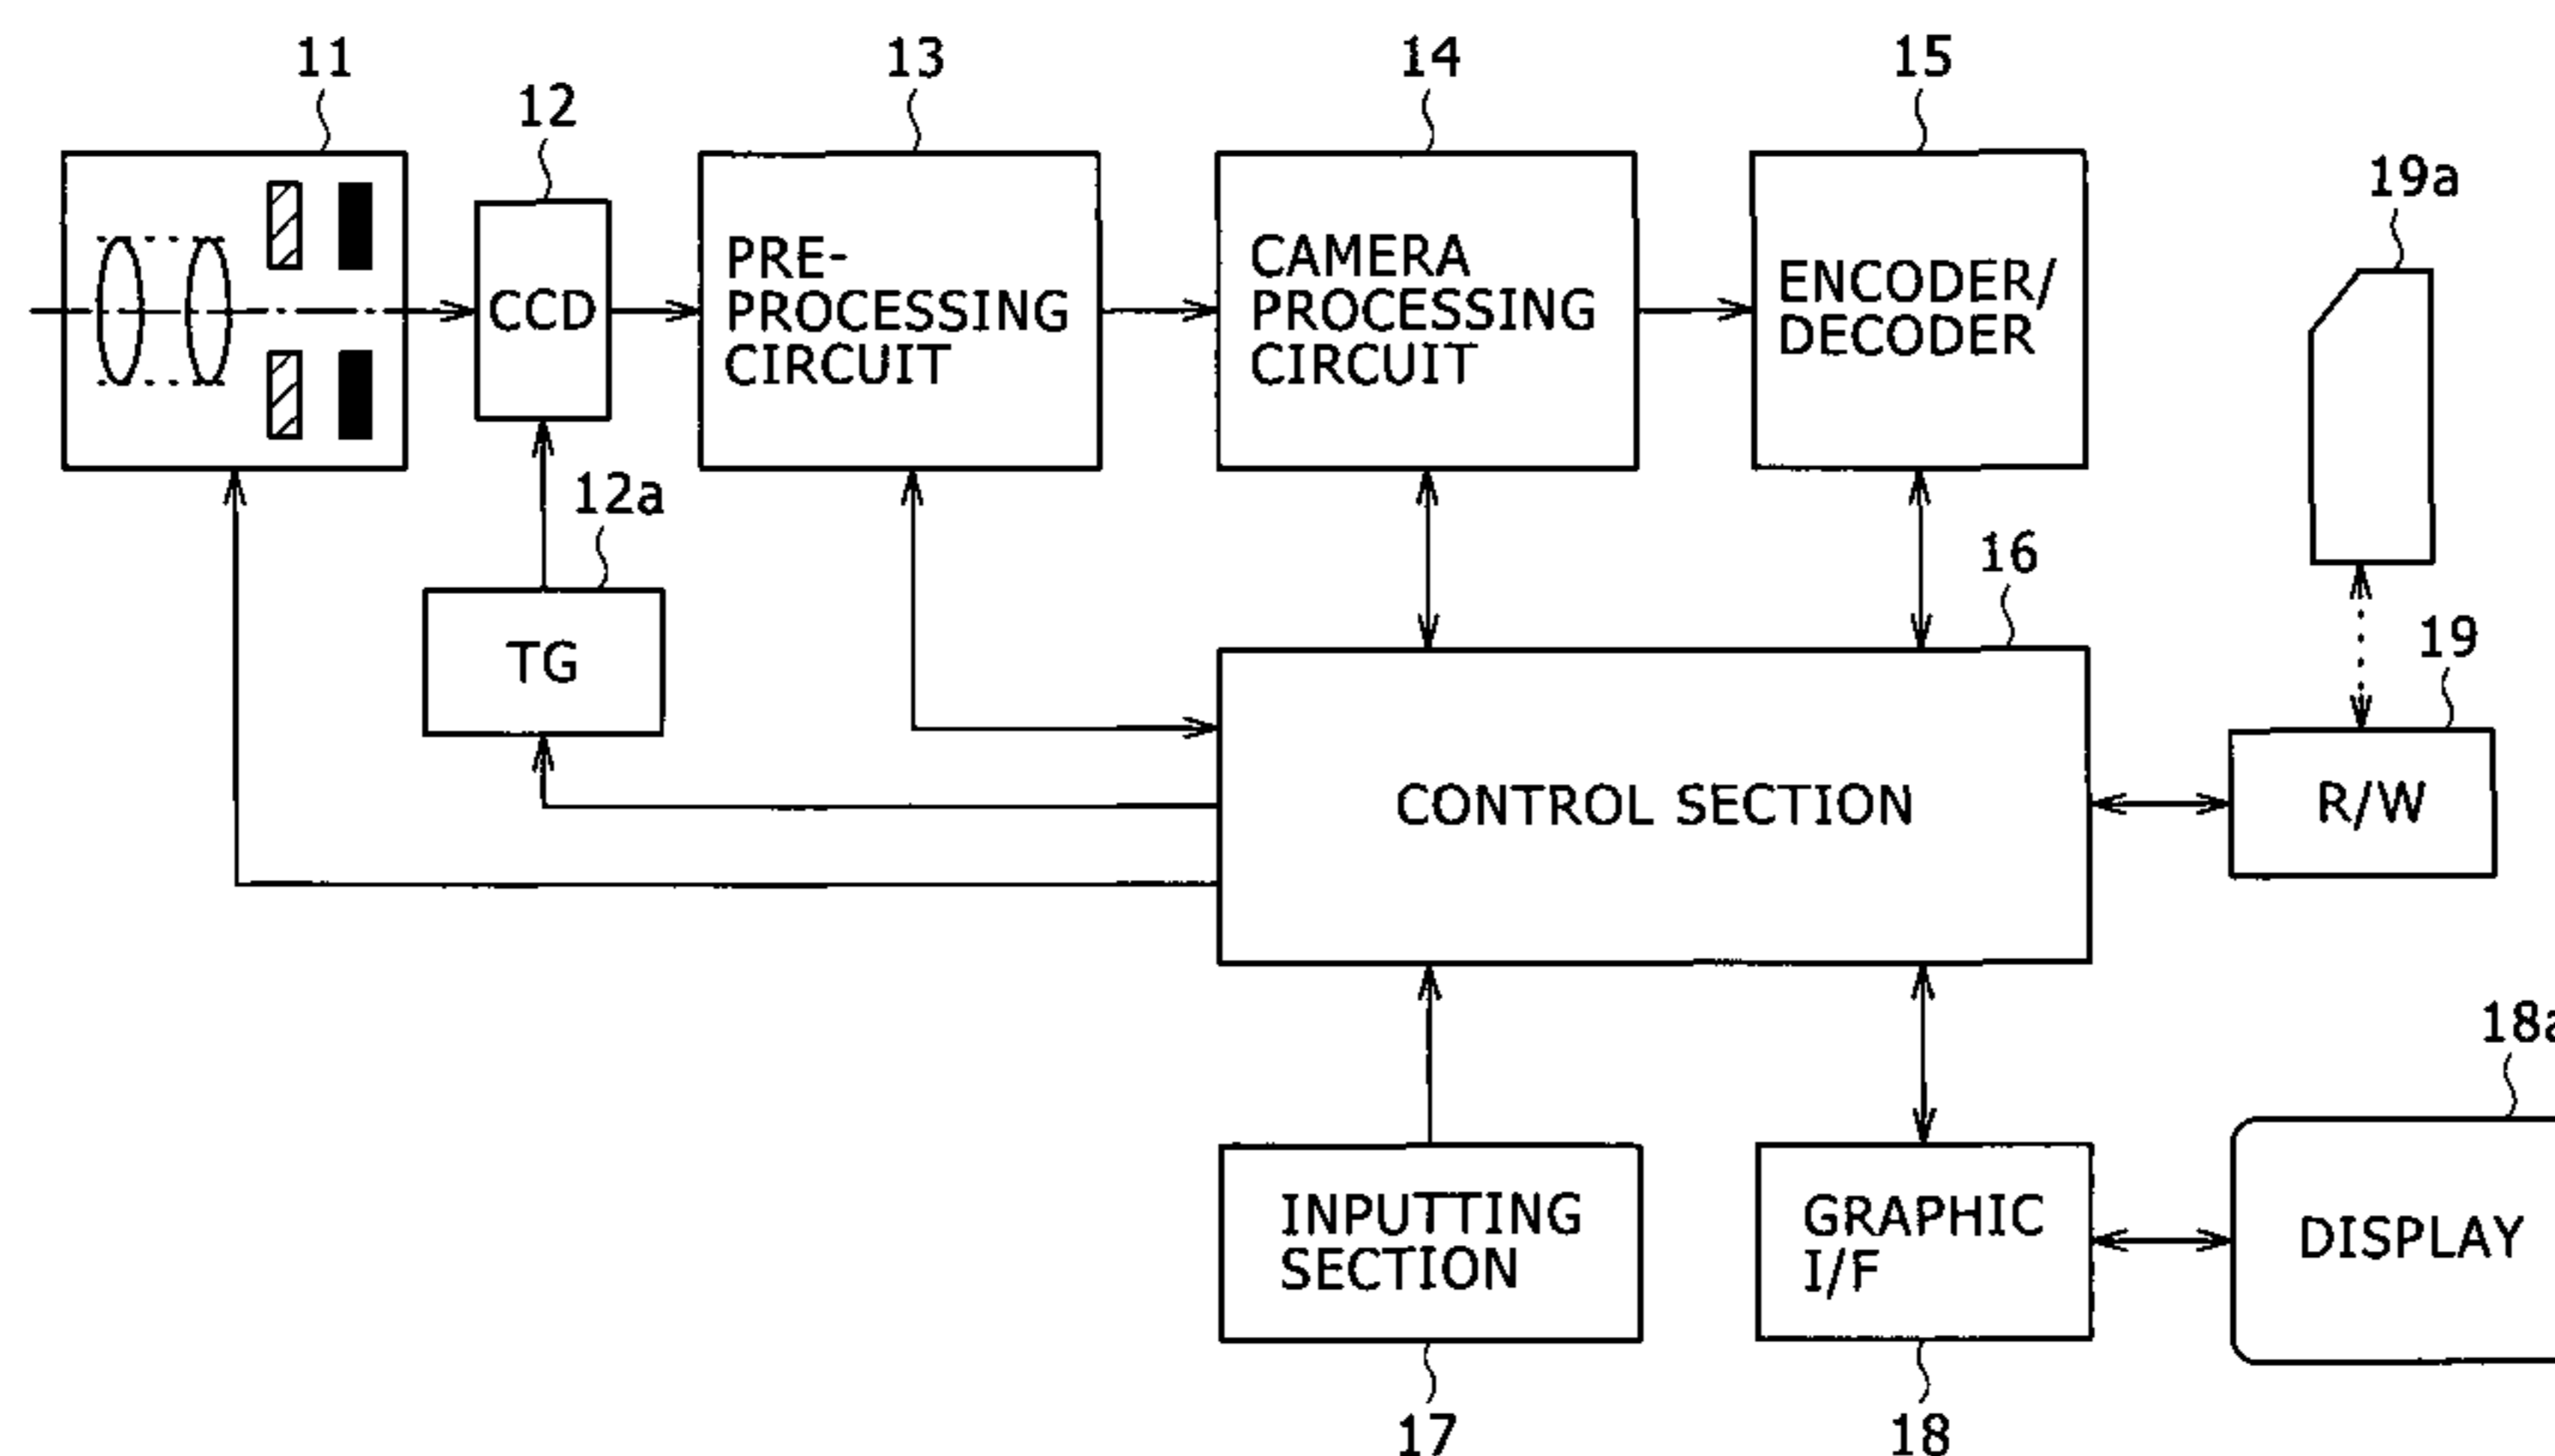 11
12
13
14
15
19a
PRE-
PROCESSING
CIRCUIT
CAMERA
PROCESSING
CIRCUIT
ENCODER/
DECODER
CCD
12a
16
TG
19
CONTROL SECTION
R/W
18a
INPUTTING
SECTION
GRAPHIC
I/F
DISPLAY
17
18